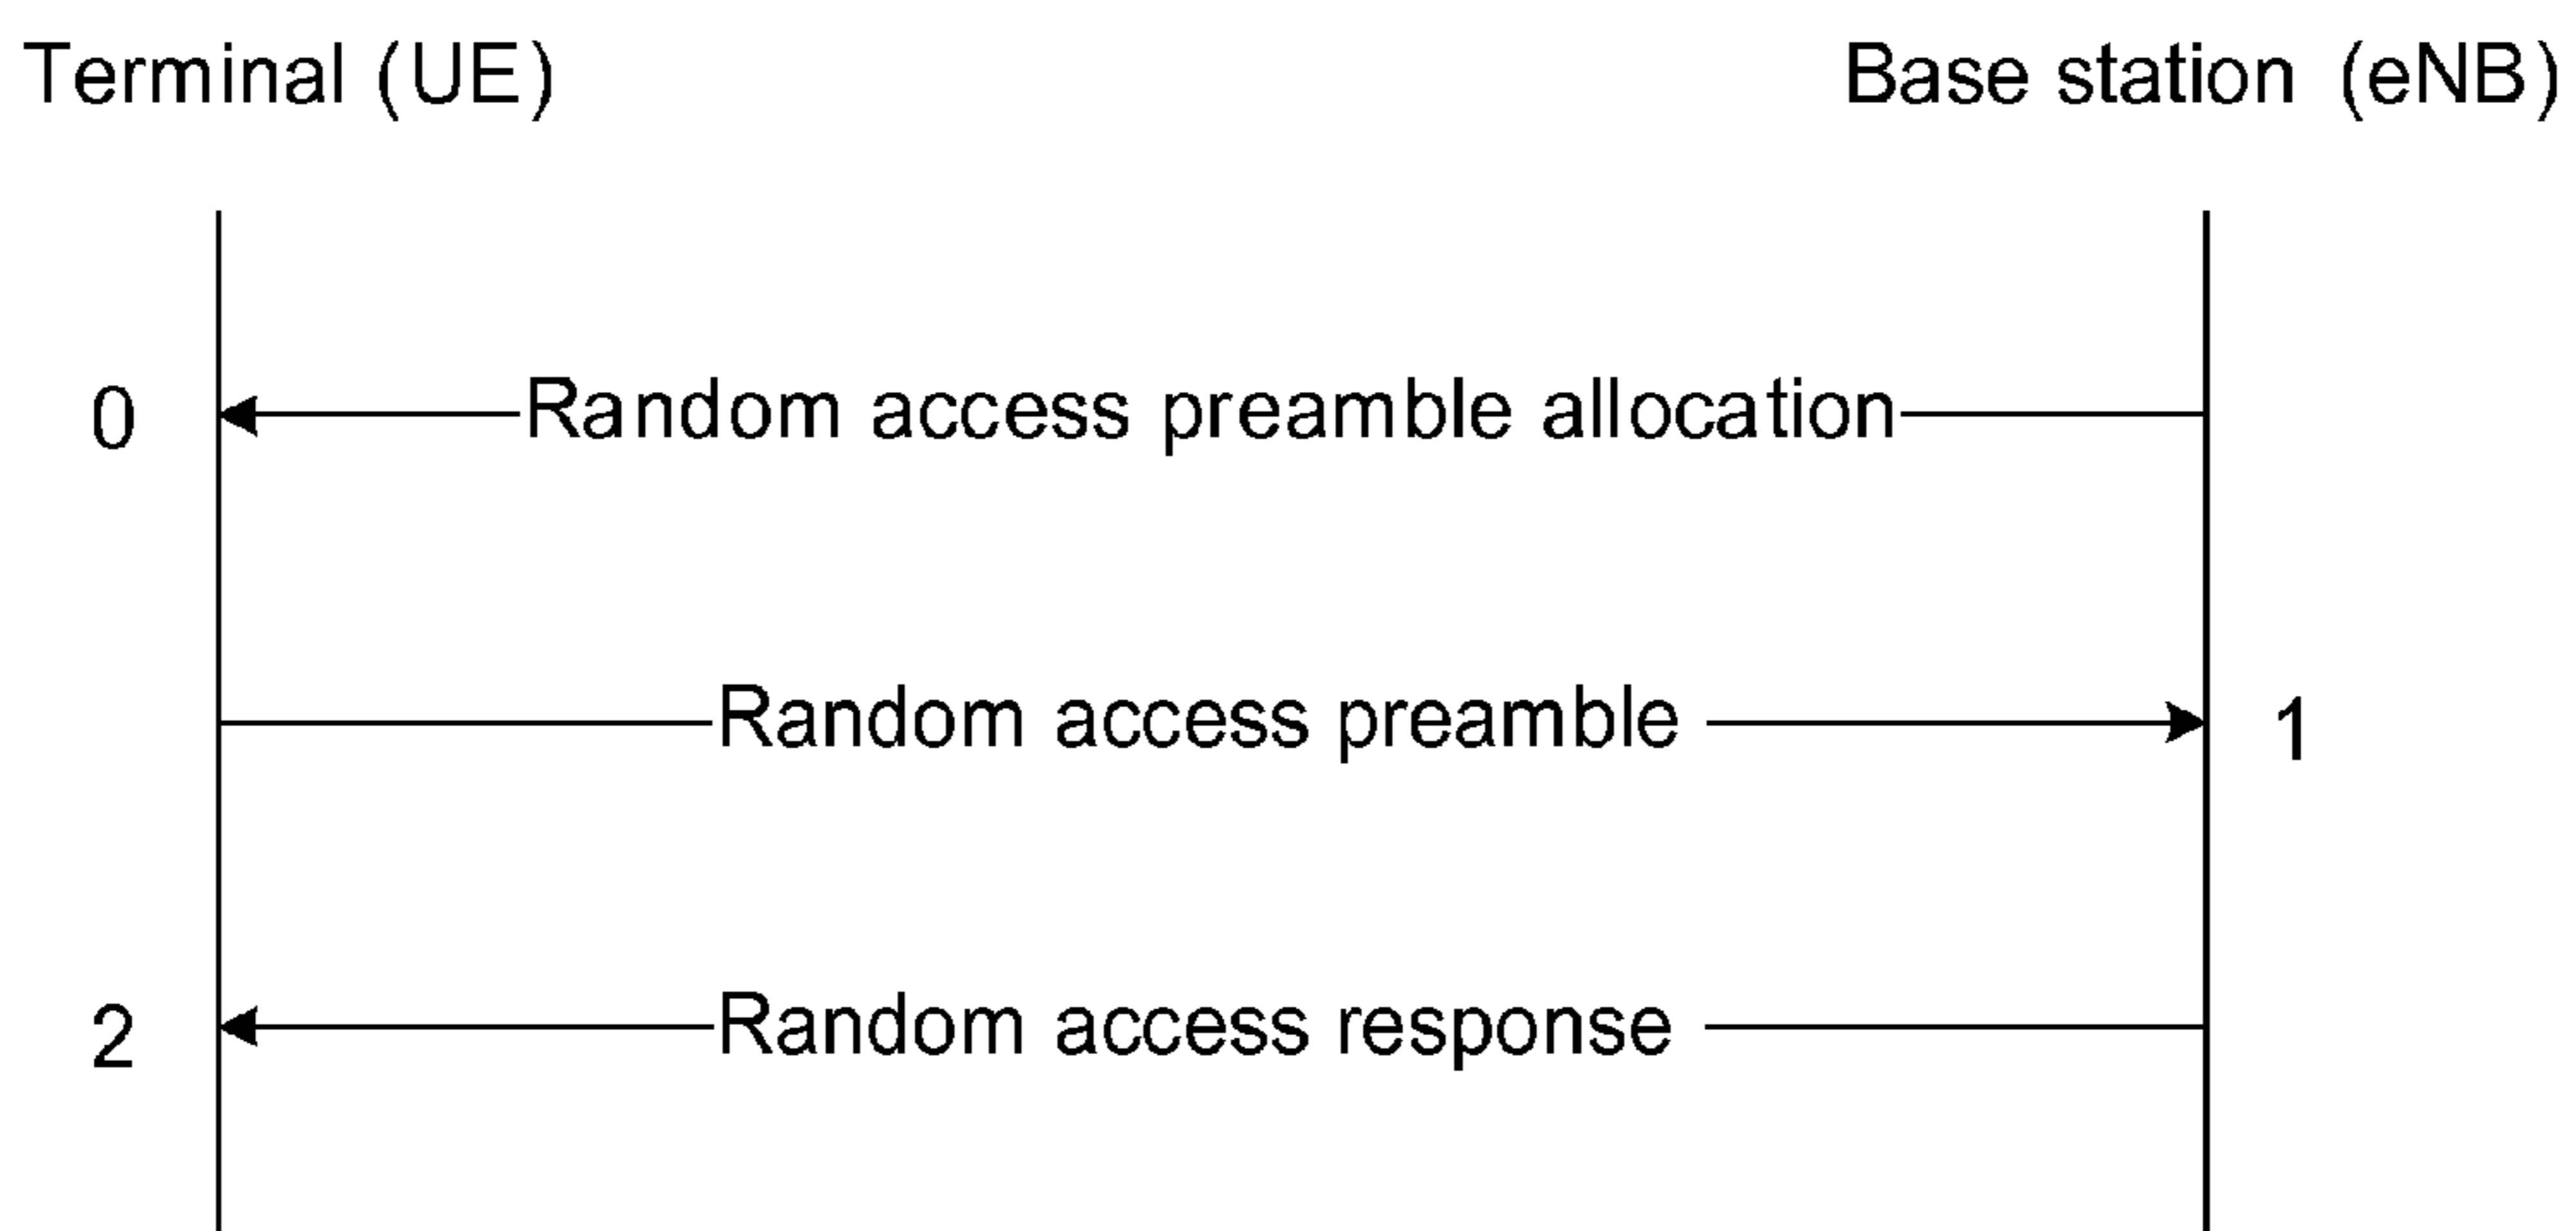 Terminal (UE) Base station (eNB)
0 Random access preamble allocation
Random access preamble 1
2 Random access response